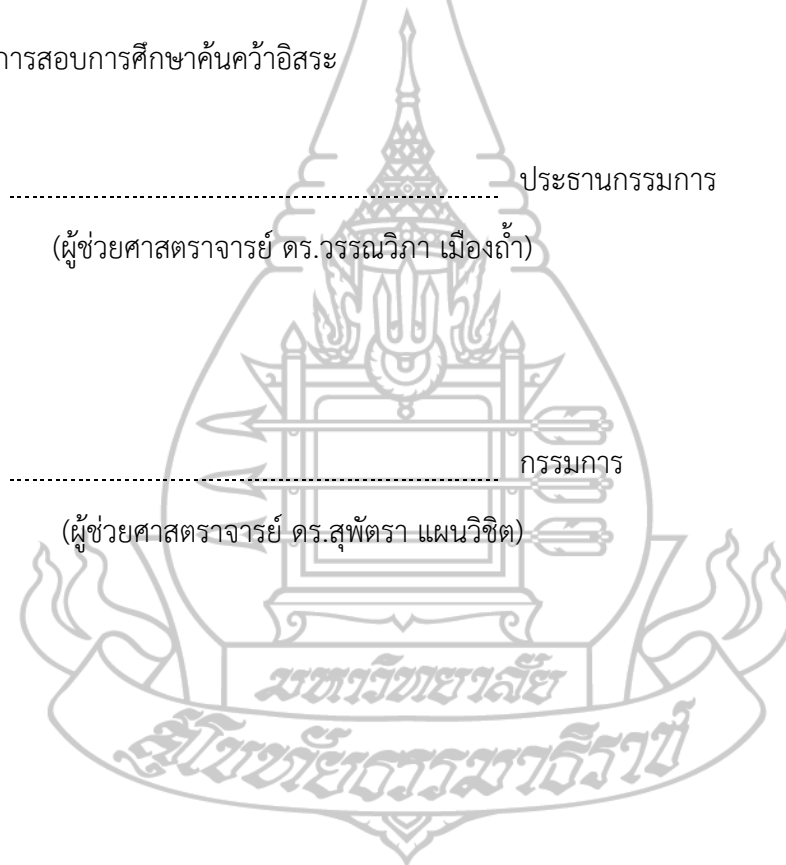 การสอบการศึกษาค้นคว้าอิสระ
ประธานกรรมการ
(ผู้ช่วยศาสตราจารย์ ดร.วรรณวิภา เมืองถ้ำ)
กรรมการ
(ผู้ช่วยศาสตราจารย์ ดร.สุพัตรา แผนวิชิต)
มหาวิทยาลัย
สุโขทัยธรรมาธิราช